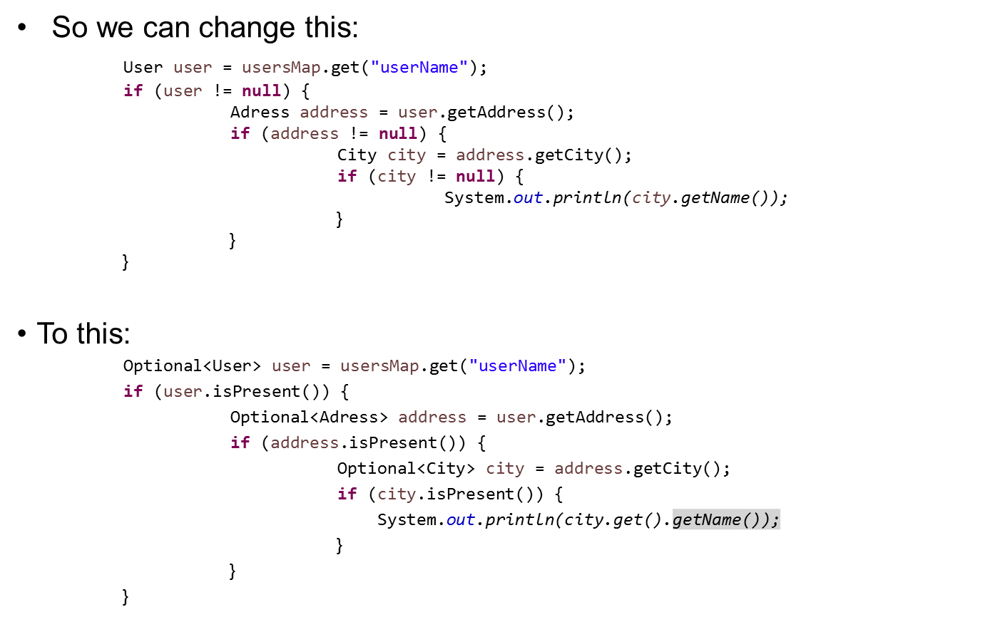 • So we can change this:
User user = usersMap.get("userName");
if (user != null) {
Adress address = user.getAddress();
if (address != null) {
City city = address.getCity();
if (city != null) {
System.out.println(city.getName());
}
}
}
• To this:
Optional<User> user = usersMap.get("userName");
if (user.isPresent()) {
Optional<Adress> address = user.getAddress();
if (address.isPresent()) {
Optional<City> city = address.getCity();
if (city.isPresent()) {
System.out.println(city.get().getName());
}
}
}